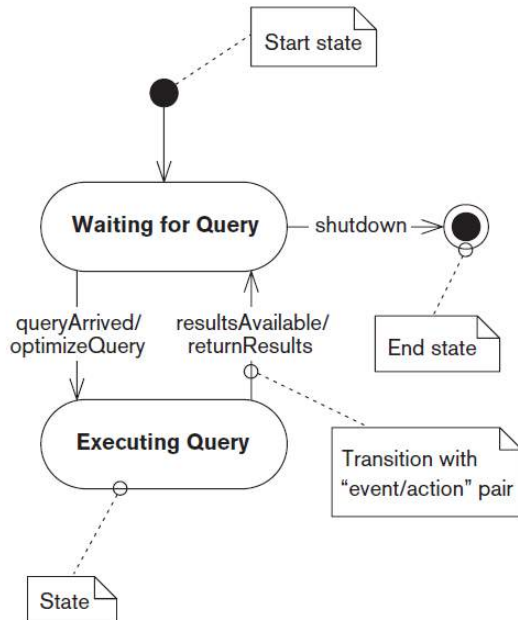 Start state
Waiting for Query
shutdown
queryArrived/
optimizeQuery
resultsAvailable/
returnResults
End state
Executing Query
Transition with
“event/action” pair
State